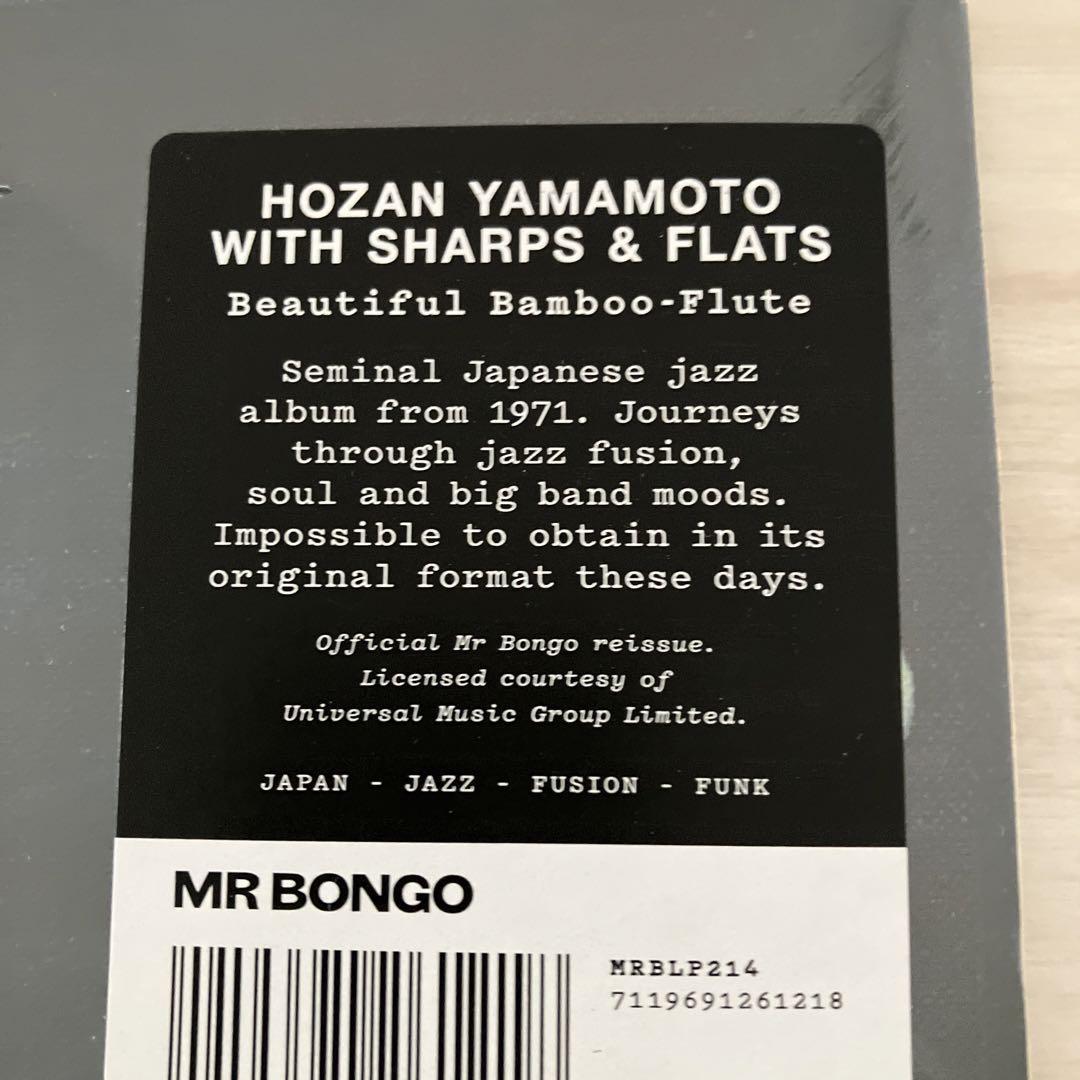 HOZAN YAMAMOTO
WITH SHARPS & FLATS
Beautiful Bamboo-Flute
Seminal Japanese jazz
album from 1971. Journeys
through jazz fusion,
soul and big band moods.
Impossible to obtain in its
original format these days.
Official Mr Bongo reissue.
Licensed courtesy of
Universal Music Group Limited.
JAPAN - JAZZ - FUSION - FUNK
MR BONGO
MRBLP214
7119691261218